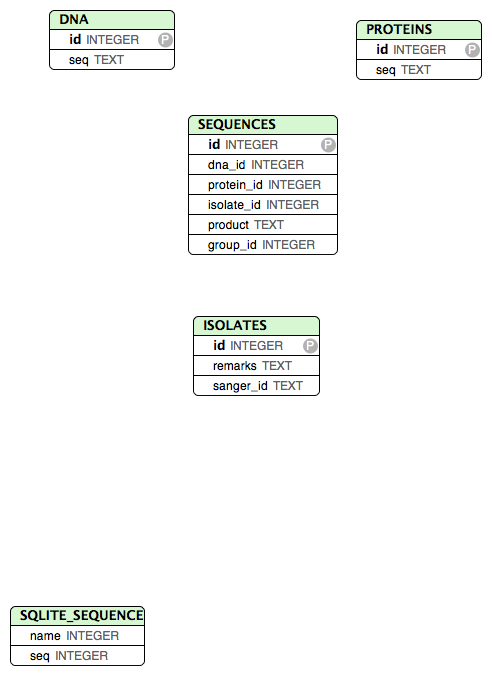 DNA
id INTEGER P
seq TEXT
PROTEINS
id INTEGER P
seq TEXT
SEQUENCES
id INTEGER P
dna_id INTEGER
protein_id INTEGER
isolate_id INTEGER
product TEXT
group_id INTEGER
ISOLATES
id INTEGER P
remarks TEXT
sanger_id TEXT
SQLITE_SEQUENCE
name INTEGER
seq INTEGER